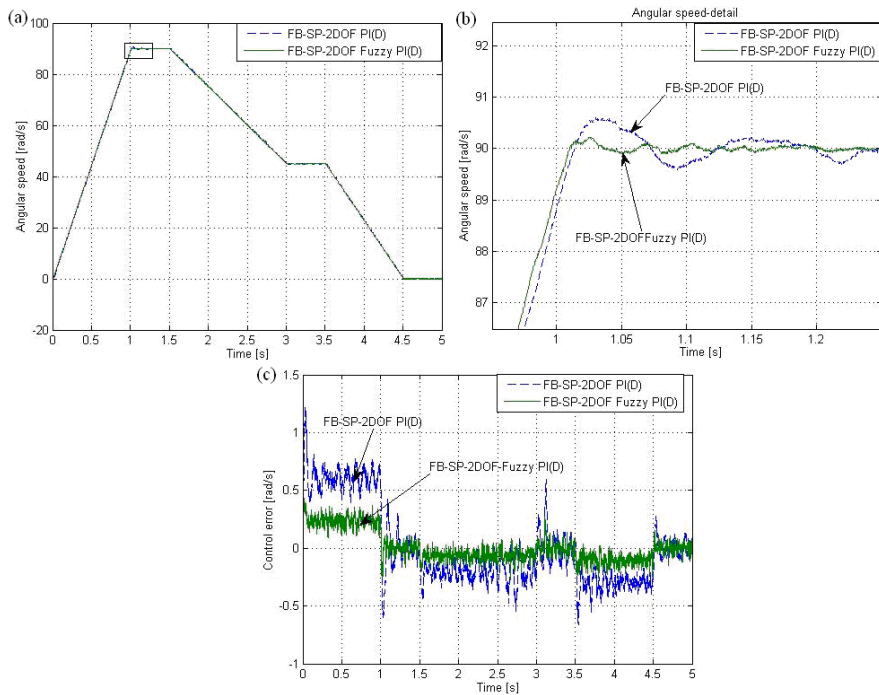 (a)
100
80
60
40
20
0
-20
Angular speed [rad/s]
0 0.5 1 1.5 2 2.5 3 3.5 4 4.5 5
Time [s]
FB-SP-2DOF PI(D)
FB-SP-2DOF Fuzzy PI(D)
(b)
Angular speed-detail
92
91
90
89
88
87
Angular speed [rad/s]
1 1.05 1.1 1.15 1.2
Time [s]
FB-SP-2DOF PI(D)
FB-SP-2DOF Fuzzy PI(D)
FB-SP-2DOF PI(D)
FB-SP-2DOFFuzzy PI(D)
(c)
1.5
1
0.5
0
-0.5
-1
Control error [rad/s]
0 0.5 1 1.5 2 2.5 3 3.5 4 4.5 5
Time [s]
FB-SP-2DOF PI(D)
FB-SP-2DOF Fuzzy PI(D)
FB-SP-2DOF PI(D)
FB-SP-2DOF-Fuzzy PI(D)